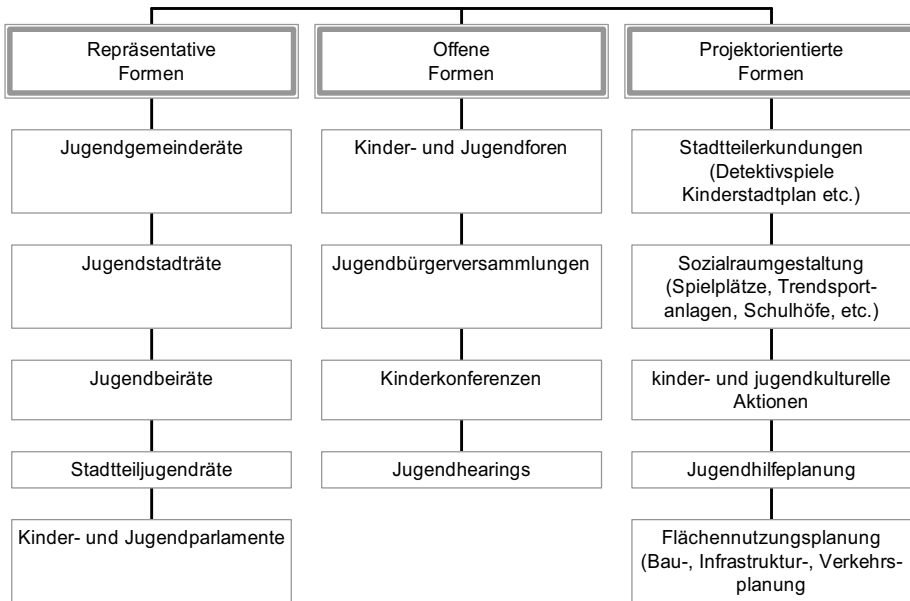 Repräsentative
Formen
Jugendgemeinderäte
Jugendstadträte
Jugendbeiräte
Stadtteiljugendräte
Kinder- und Jugendparlamente
Offene
Formen
Kinder- und Jugendforen
Jugendbürgerversammlungen
Kinderkonferenzen
Jugendhearings
Projektorientierte
Formen
Stadtteilerkundungen
(Detektivspiele
Kinderstadtplan etc.)
Sozialraumgestaltung
(Spielplätze, Trendsport-
anlagen, Schulhöfe, etc.)
kinder- und jugendkulturelle
Aktionen
Jugendhilfeplanung
Flächennutzungsplanung
(Bau-, Infrastruktur-, Verkehrs-
planung